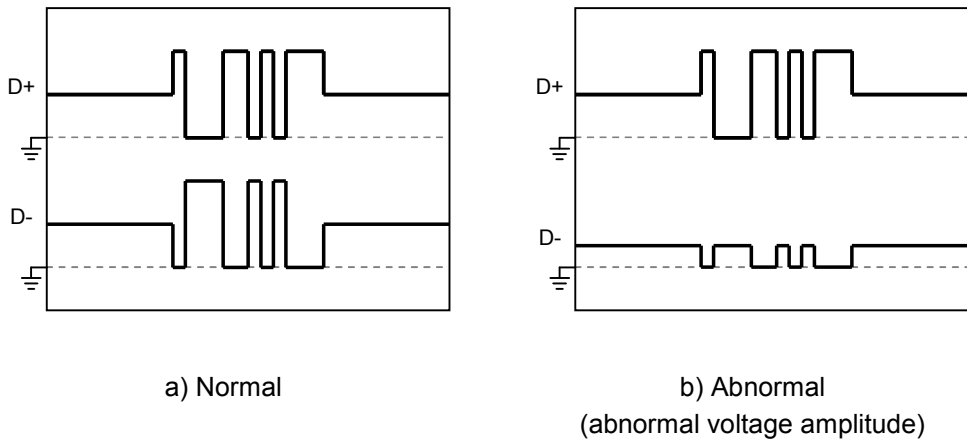 D+
D-
a) Normal
D+
D-
b) Abnormal
(abnormal voltage amplitude)